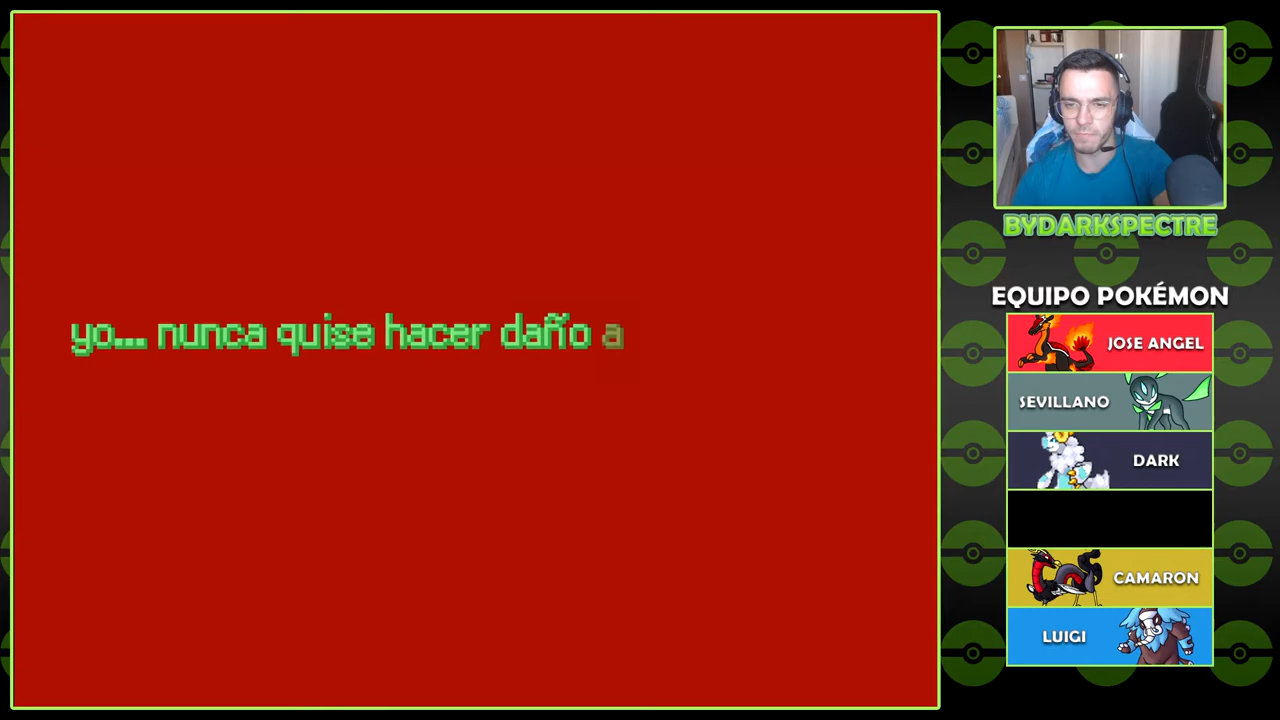 yo... nunca quise hacer daño a
BYDARKSPECTRE
EQUIPO POKÉMON
JOSE ANGEL
SEVILLANO
DARK
CAMARON
LUIGI